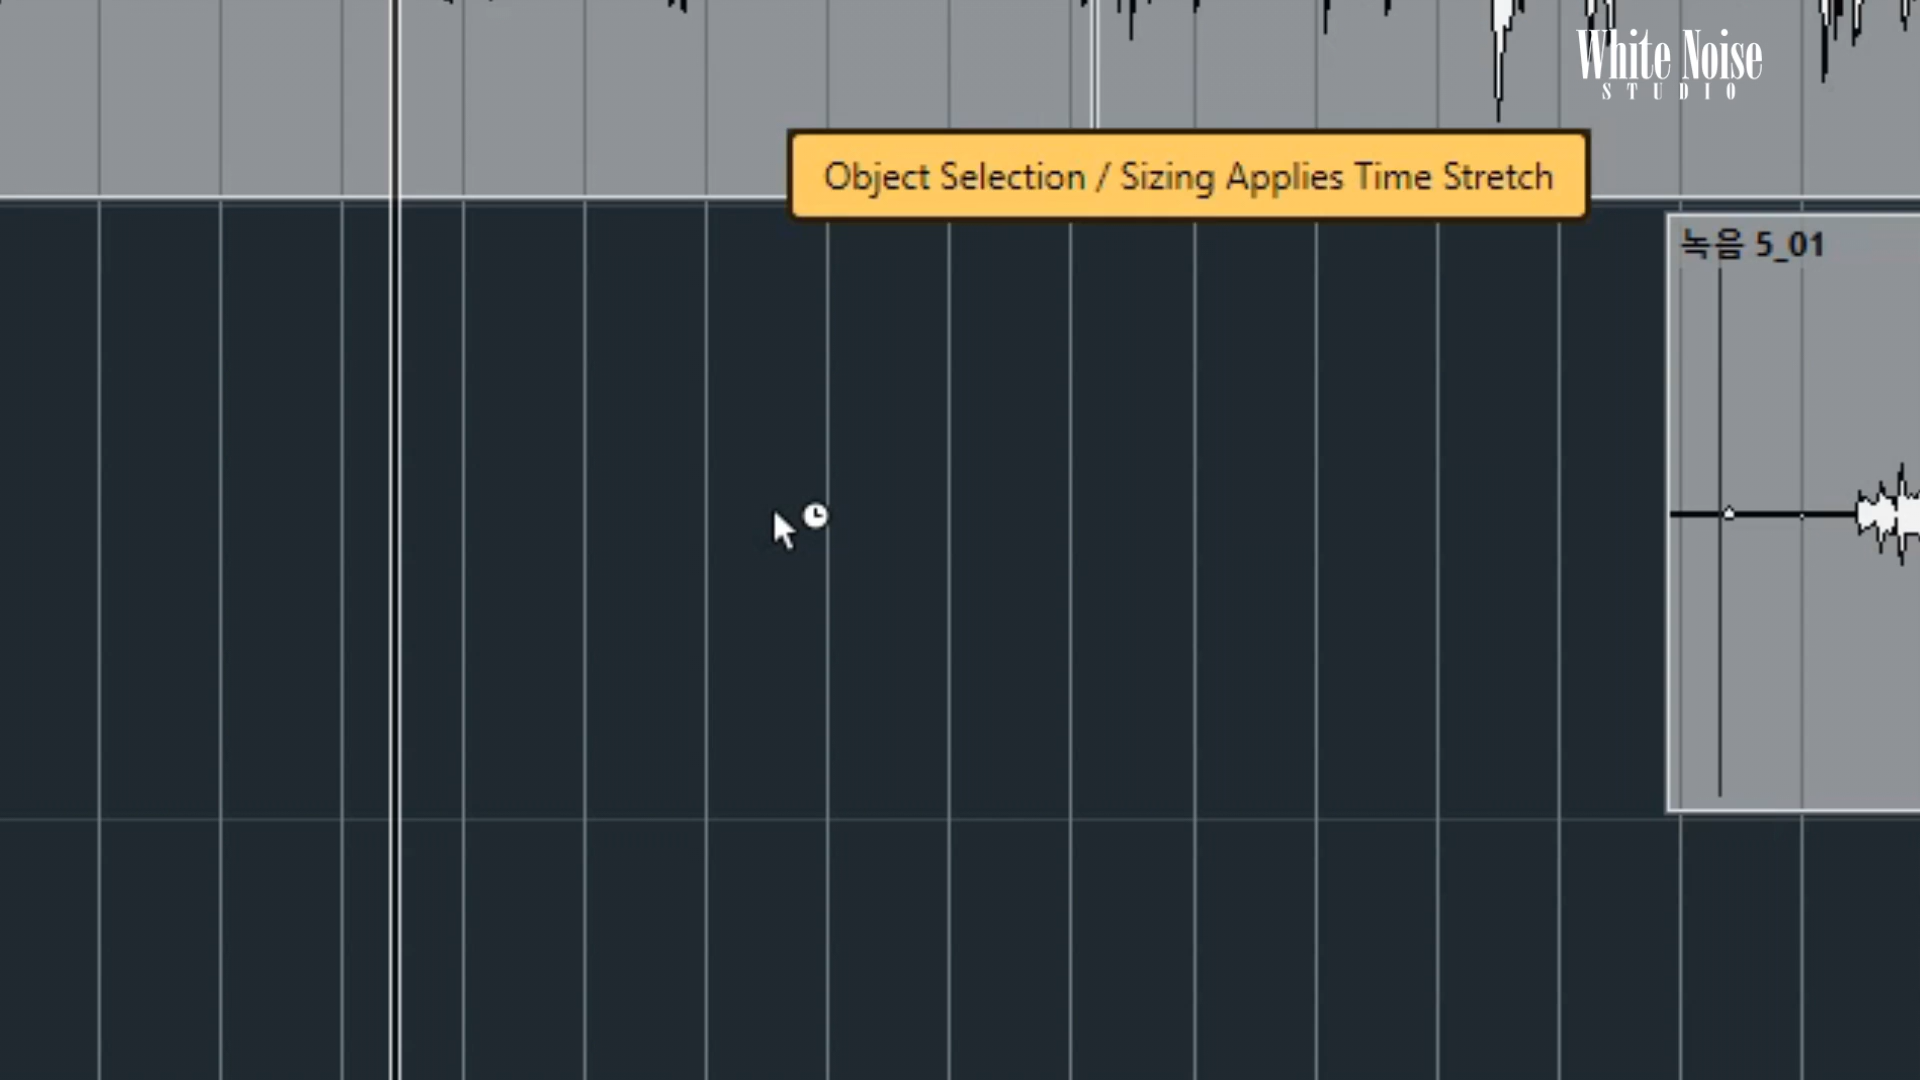 White Noise
STUDIO
Object Selection / Sizing Applies Time Stretch
녹음 5_01